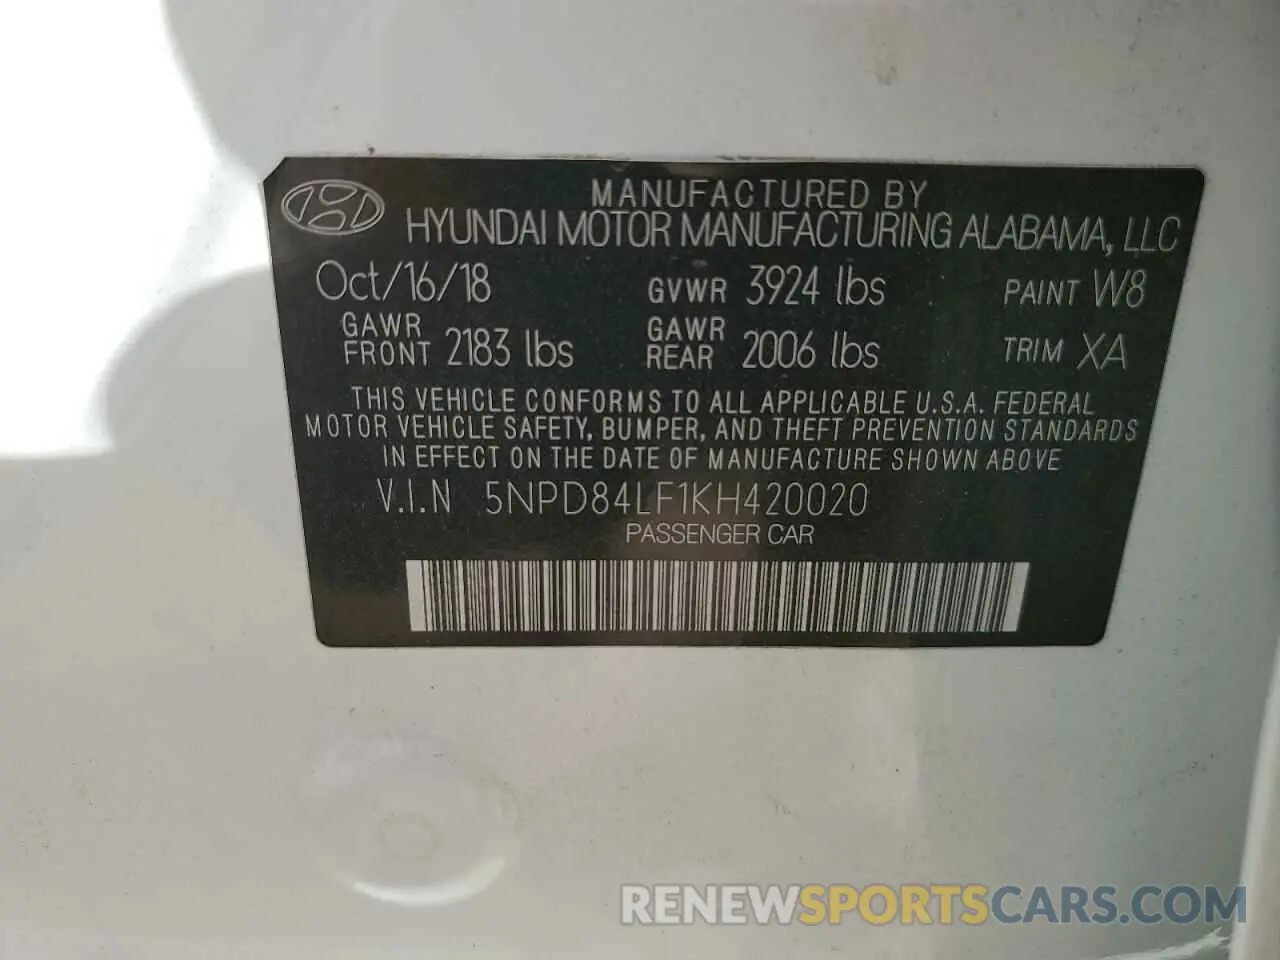 MANUFACTURED BY
HYUNDAI MOTOR MANUFACTURING ALABAMA, LLC
Oct/16/18 GVWR 3924 lbs PAINT W8
GAWR FRONT 2183 lbs GAWR REAR 2006 lbs TRIM XA
THIS VEHICLE CONFORMS TO ALL APPLICABLE U.S.A. FEDERAL
MOTOR VEHICLE SAFETY, BUMPER, AND THEFT PREVENTION STANDARDS
IN EFFECT ON THE DATE OF MANUFACTURE SHOWN ABOVE
V.I.N 5NPD84LF1KH420020
PASSENGER CAR
RENEWSPORTSCARS.COM